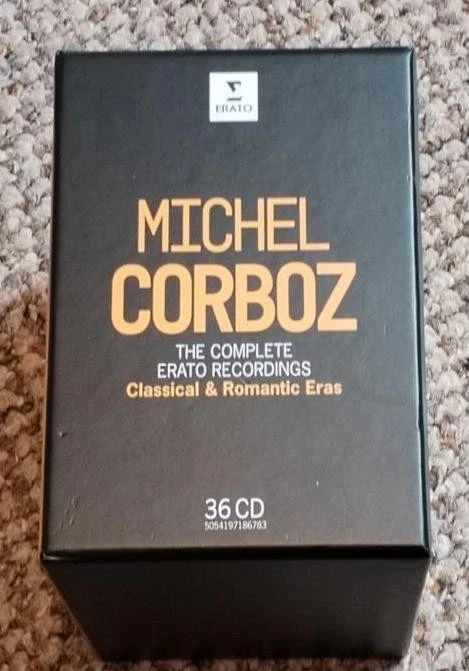 Σ
ERATO
MICHEL
CORBOZ
THE COMPLETE
ERATO RECORDINGS
Classical & Romantic Eras
36 CD
5054197186783